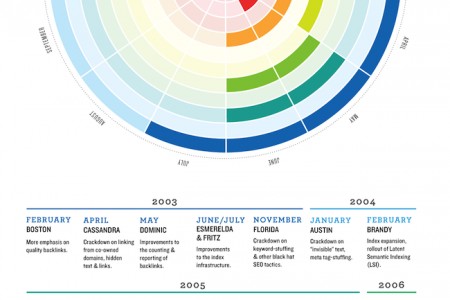 SEPTEMBER
APRIL
AUGUST
MAY
JULY
JUNE
2003
2004
FEBRUARY
BOSTON
More emphasis on
quality backlinks.
APRIL
CASSANDRA
Crackdown on linking
from co-owned
domains, hidden
text & links.
MAY
DOMINIC
Improvements to
the counting &
reporting of
backlinks.
JUNE/JULY
ESMERELDA
& FRITZ
Improvements
to the index
infrastructure.
NOVEMBER
FLORIDA
Crackdown on
keyword-stuffing
& other black hat
SEO tactics.
JANUARY
AUSTIN
Crackdown on
"invisible" text,
meta tag-stuffing.
FEBRUARY
BRANDY
Index expansion,
rollout of Latent
Semantic Indexing
(LSI).
2005
2006